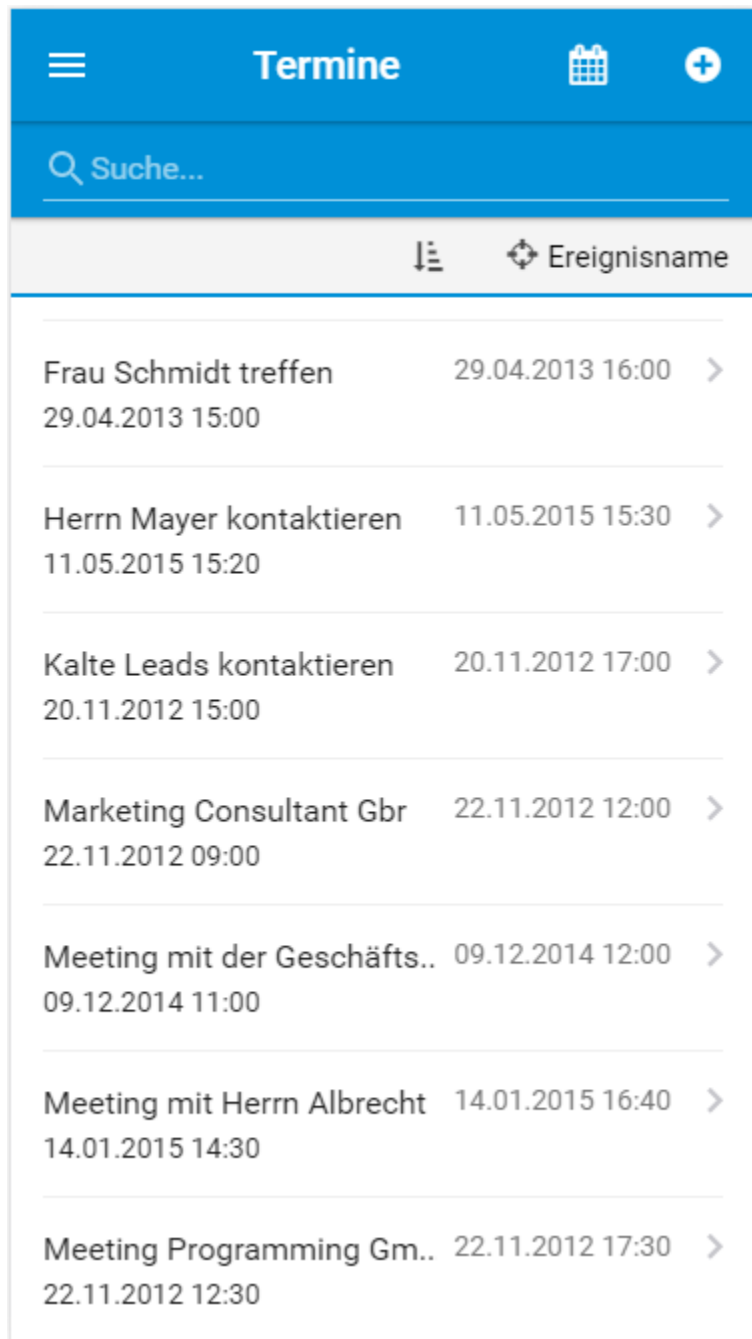 Termine
Suche...
Ereignisname
Frau Schmidt treffen 29.04.2013 16:00
29.04.2013 15:00
Herrn Mayer kontaktieren 11.05.2015 15:30
11.05.2015 15:20
Kalte Leads kontaktieren 20.11.2012 17:00
20.11.2012 15:00
Marketing Consultant Gbr 22.11.2012 12:00
22.11.2012 09:00
Meeting mit der Geschäfts.. 09.12.2014 12:00
09.12.2014 11:00
Meeting mit Herrn Albrecht 14.01.2015 16:40
14.01.2015 14:30
Meeting Programming Gm.. 22.11.2012 17:30
22.11.2012 12:30